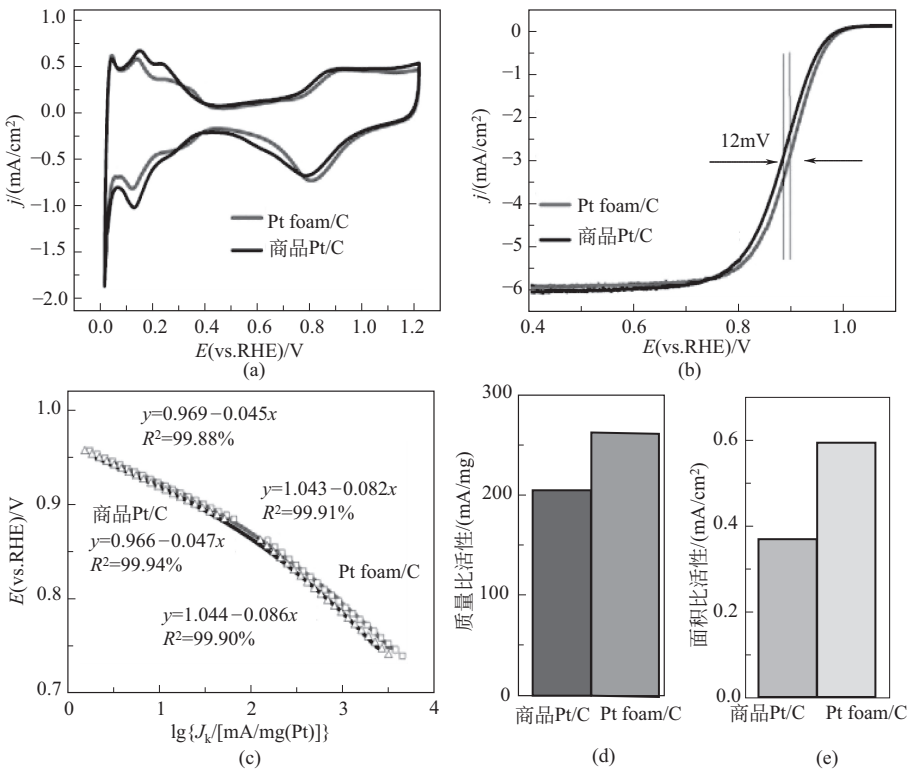 1.0
0.5
0.0
−0.5
−1.0
−1.5
−2.0
j/(mA/cm²)
Pt foam/C
商品Pt/C
0.0 0.2 0.4 0.6 0.8 1.0 1.2
E(vs.RHE)/V
(a)
0
−1
−2
−3
−4
−5
−6
j/(mA/cm²)
12mV
Pt foam/C
商品Pt/C
0.4 0.6 0.8 1.0
E(vs.RHE)/V
(b)
1.0
0.9
0.8
0.7
E(vs.RHE)/V
y=0.969−0.045x
R²=99.88%
y=1.043−0.082x
R²=99.91%
商品Pt/C
y=0.966−0.047x
R²=99.94%
Pt foam/C
y=1.044−0.086x
R²=99.90%
0 1 2 3 4
lg{Jk/[mA/mg(Pt)]}
(c)
300
200
100
0
质量比活性/(mA/mg)
商品Pt/C Pt foam/C
(d)
0.6
0.4
0.2
0.0
面积比活性/(mA/cm²)
商品Pt/C Pt foam/C
(e)